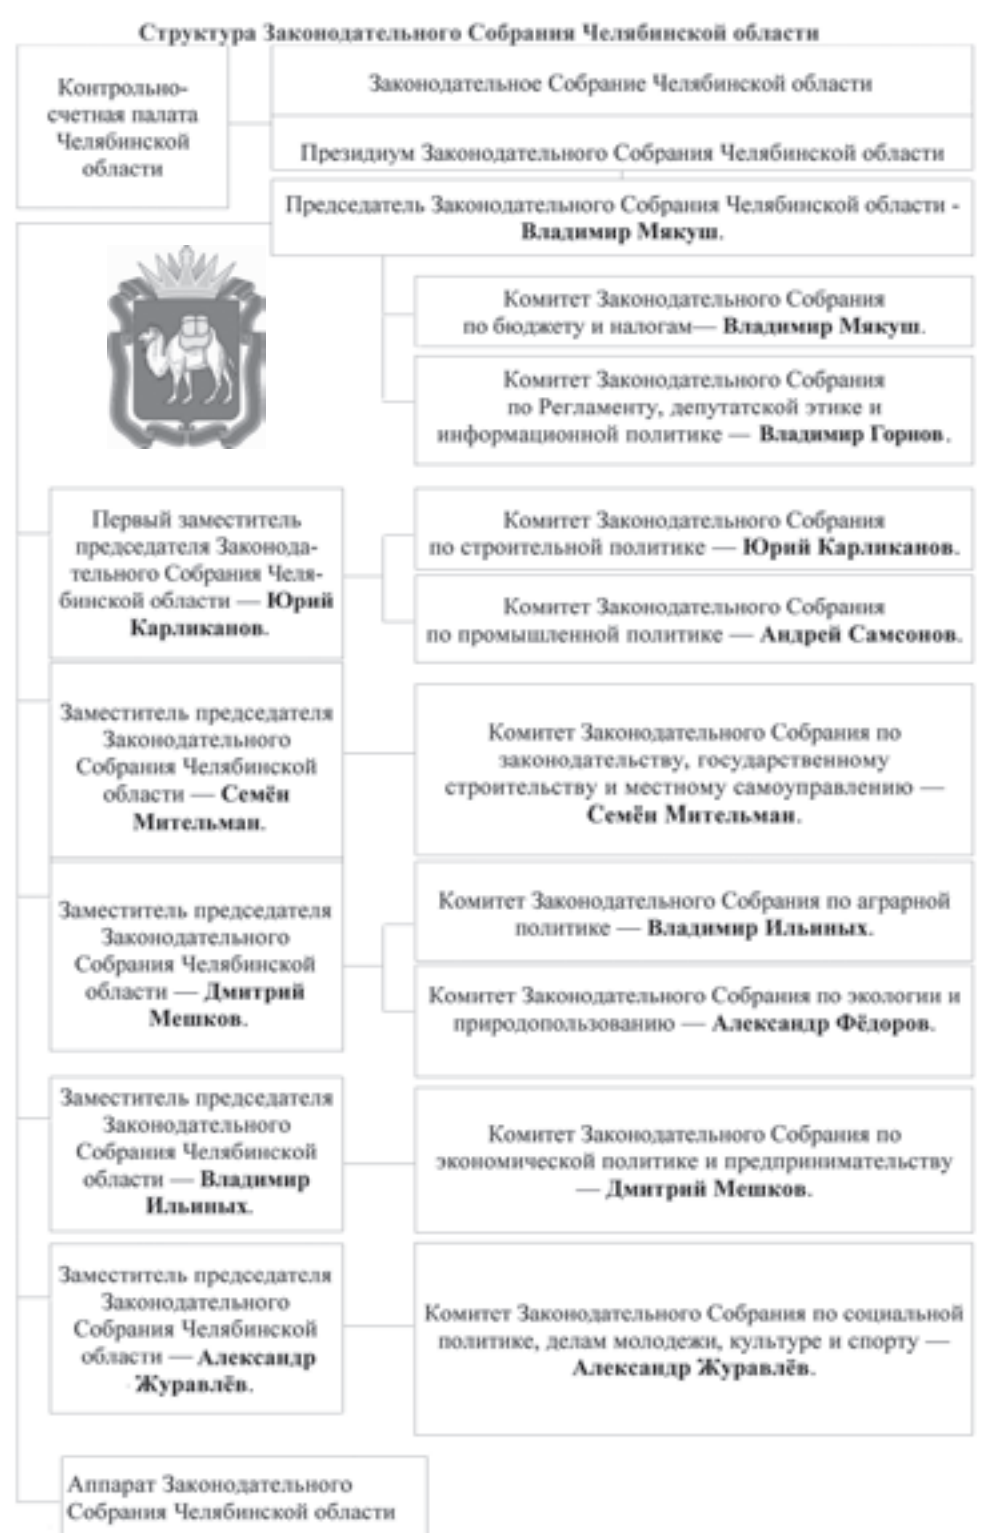 Структура Законодательного Собрания Челябинской области
Контрольно-
счетная палата
Челябинской
области
Законодательное Собрание Челябинской области
Президиум Законодательного Собрания Челябинской области
Председатель Законодательного Собрания Челябинской области -
Владимир Мякуш.
Комитет Законодательного Собрания
по бюджету и налогам— Владимир Мякуш.
Комитет Законодательного Собрания
по Регламенту, депутатской этике и
информационной политике — Владимир Горнов.
Первый заместитель
председателя Законода-
тельного Собрания Челя-
бинской области — Юрий
Карликанов.
Комитет Законодательного Собрания
по строительной политике — Юрий Карликанов.
Комитет Законодательного Собрания
по промышленной политике — Андрей Самсонов.
Заместитель председателя
Законодательного
Собрания Челябинской
области — Семён
Мительман.
Комитет Законодательного Собрания по
законодательству, государственному
строительству и местному самоуправлению —
Семён Мительман.
Заместитель председателя
Законодательного
Собрания Челябинской
области — Дмитрий
Мешков.
Комитет Законодательного Собрания по аграрной
политике — Владимир Ильиных.
Комитет Законодательного Собрания по экологии и
природопользованию — Александр Фёдоров.
Заместитель председателя
Законодательного
Собрания Челябинской
области — Владимир
Ильиных.
Комитет Законодательного Собрания по
экономической политике и предпринимательству
— Дмитрий Мешков.
Заместитель председателя
Законодательного
Собрания Челябинской
области — Александр
Журавлёв.
Комитет Законодательного Собрания по социальной
политике, делам молодежи, культуре и спорту —
Александр Журавлёв.
Аппарат Законодательного
Собрания Челябинской области